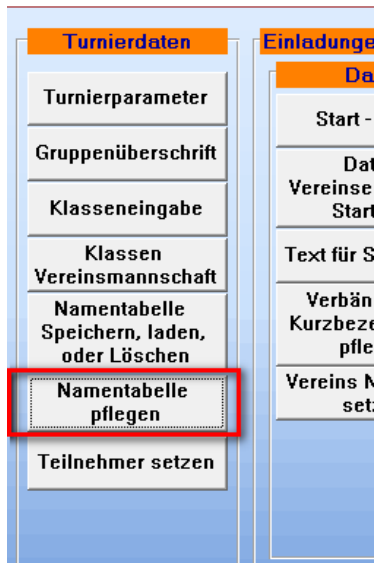 Turnierdaten
Turnierparameter
Gruppenüberschrift
Klasseneingabe
Klassen
Vereinsmannschaft
Namentabelle
Speichern, laden,
oder Löschen
Namentabelle
pflegen
Teilnehmer setzen
Einladunge
Da
Start -
Dat
Vereinse
Start
Text für S
Verbän
Kurzbeze
pfle
Vereins N
set